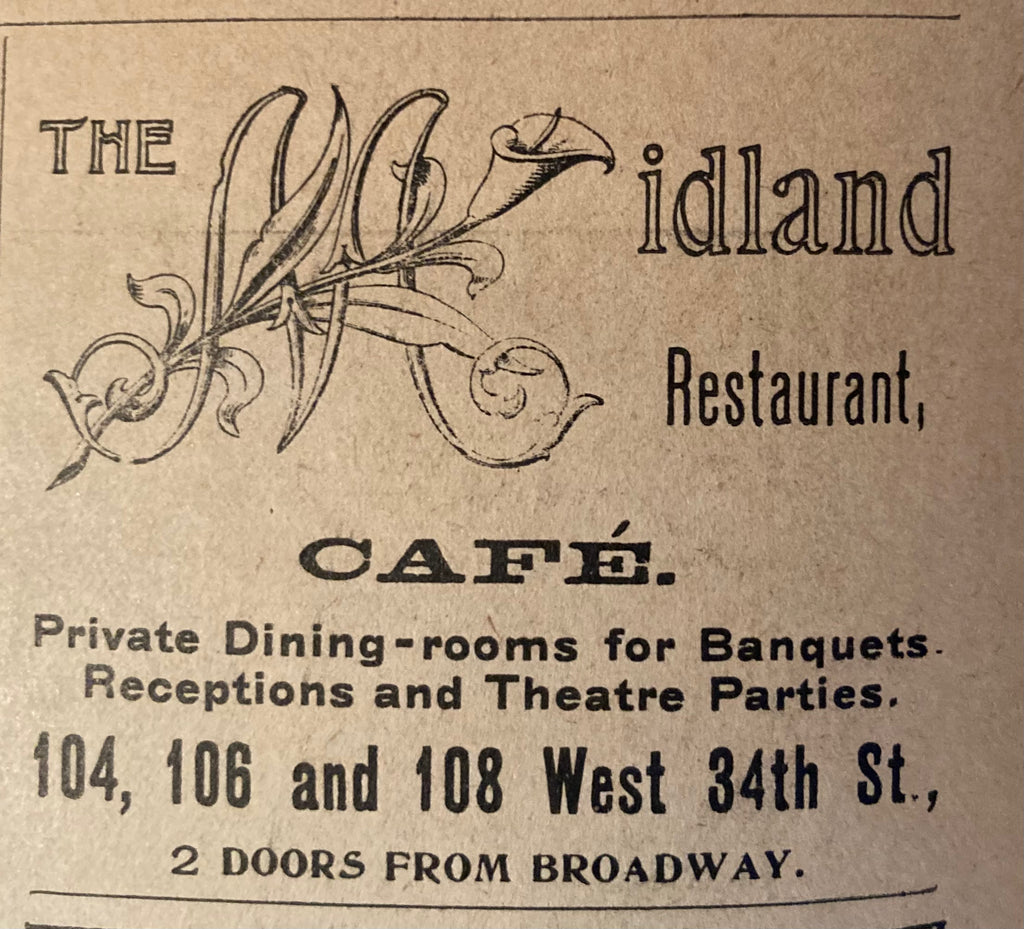 THE Midland
Restaurant,
CAFÉ.
Private Dining-rooms for Banquets.
Receptions and Theatre Parties.
104, 106 and 108 West 34th St.,
2 DOORS FROM BROADWAY.